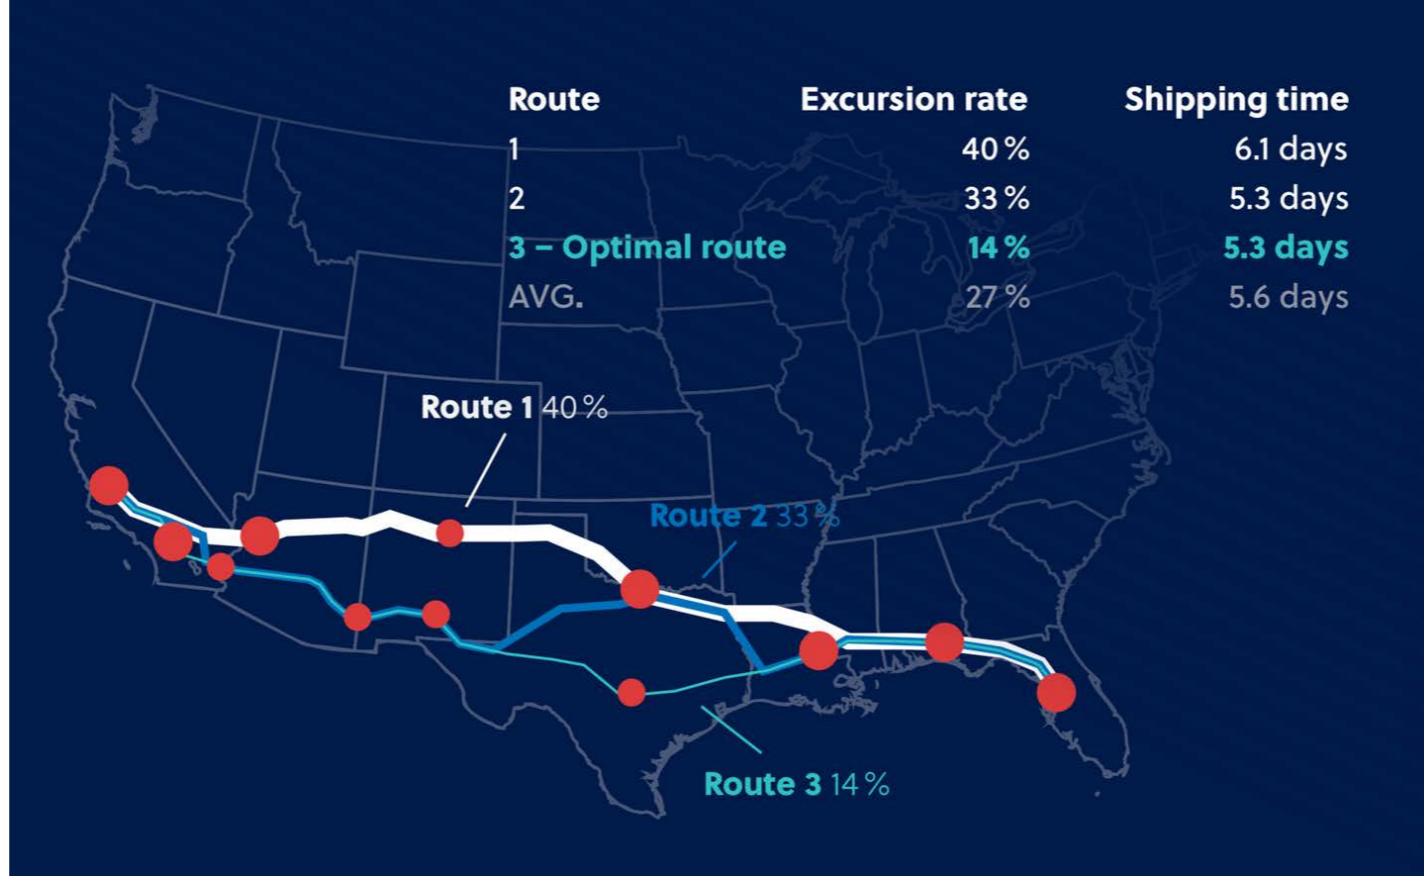 Route Excursion rate Shipping time
1 40 % 6.1 days
2 33 % 5.3 days
3 – Optimal route 14 % 5.3 days
AVG. 27 % 5.6 days
Route 1 40 %
Route 2 33 %
Route 3 14 %